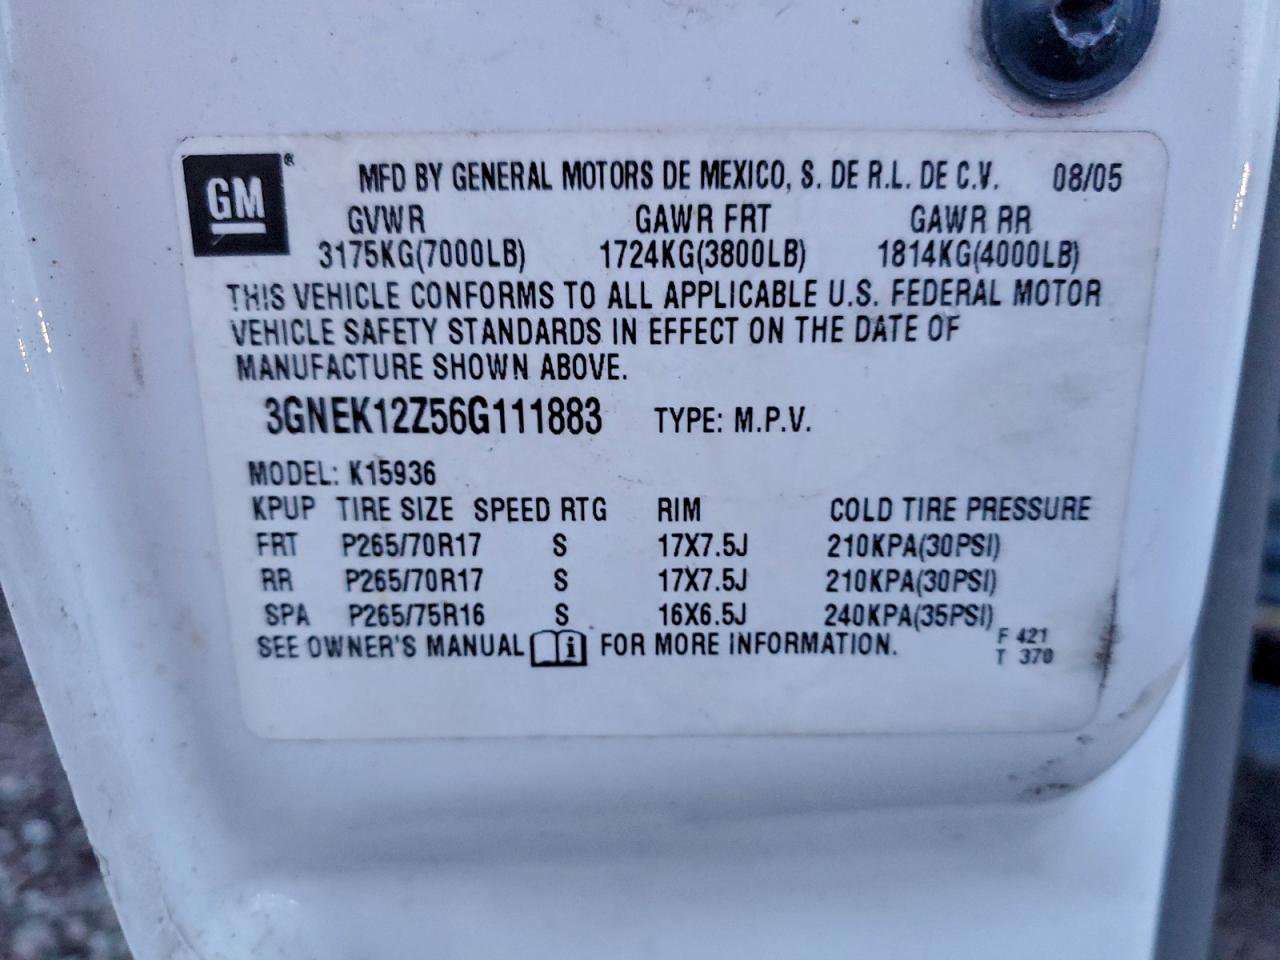 GM® MFD BY GENERAL MOTORS DE MEXICO, S. DE R.L. DE C.V. 08/05
GVWR GAWR FRT GAWR RR
3175KG(7000LB) 1724KG(3800LB) 1814KG(4000LB)
THIS VEHICLE CONFORMS TO ALL APPLICABLE U.S. FEDERAL MOTOR
VEHICLE SAFETY STANDARDS IN EFFECT ON THE DATE OF
MANUFACTURE SHOWN ABOVE.
3GNEK12Z56G111883 TYPE: M.P.V.
MODEL: K15936
KPUP TIRE SIZE SPEED RTG RIM COLD TIRE PRESSURE
FRT P265/70R17 S 17X7.5J 210KPA(30PSI)
RR P265/70R17 S 17X7.5J 210KPA(30PSI)
SPA P265/75R16 S 16X6.5J 240KPA(35PSI)
SEE OWNER'S MANUAL i FOR MORE INFORMATION.
F 421
T 370